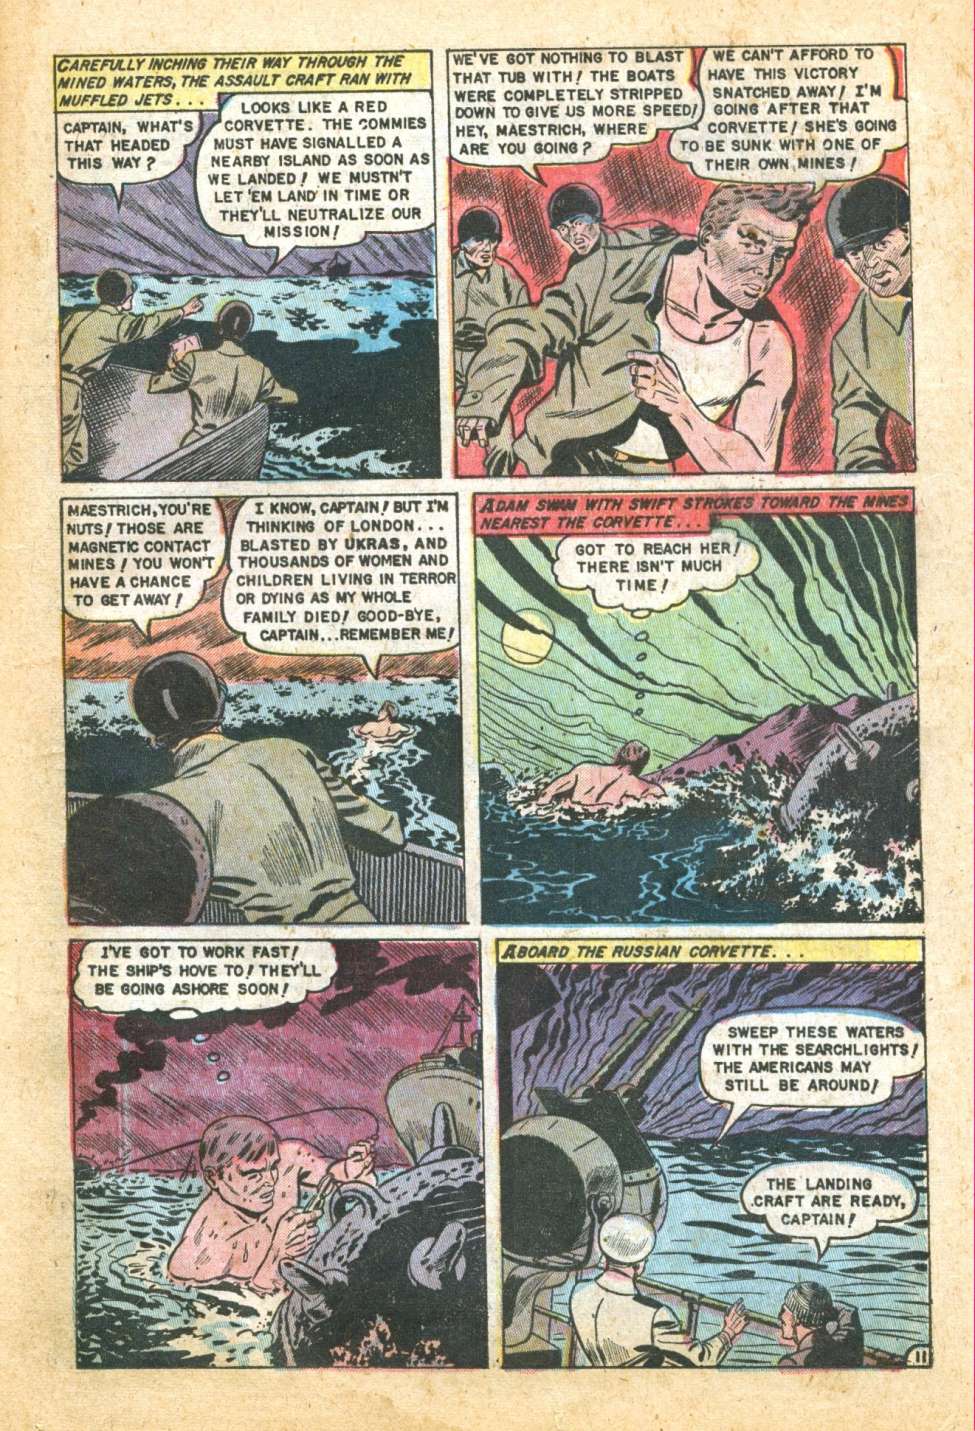 CAREFULLY INCHING THEIR WAY THROUGH THE
MINED WATERS, THE ASSAULT CRAFT RAN WITH
MUFFLED JETS...
CAPTAIN, WHAT'S
THAT HEADED
THIS WAY?
LOOKS LIKE A RED
CORVETTE. THE COMMIES
MUST HAVE SIGNALLED A
NEARBY ISLAND AS SOON AS
WE LANDED! WE MUSTN'T
LET 'EM LAND IN TIME OR
THEY'LL NEUTRALIZE OUR
MISSION!
WE'VE GOT NOTHING TO BLAST
THAT TUB WITH! THE BOATS
WERE COMPLETELY STRIPPED
DOWN TO GIVE US MORE SPEED!
HEY, MAESTRICH, WHERE
ARE YOU GOING?
WE CAN'T AFFORD TO
HAVE THIS VICTORY
SNATCHED AWAY! I'M
GOING AFTER THAT
CORVETTE! SHE'S GOING
TO BE SUNK WITH ONE OF
THEIR OWN MINES!
MAESTRICH, YOU'RE
NUTS! THOSE ARE
MAGNETIC CONTACT
MINES! YOU WON'T
HAVE A CHANCE
TO GET AWAY!
I KNOW, CAPTAIN! BUT I'M
THINKING OF LONDON...
BLASTED BY UKRAS, AND
THOUSANDS OF WOMEN AND
CHILDREN LIVING IN TERROR
OR DYING AS MY WHOLE
FAMILY DIED! GOOD-BYE,
CAPTAIN...REMEMBER ME!
ADAM SWAM WITH SWIFT STROKES TOWARD THE MINES
NEAREST THE CORVETTE...
GOT TO REACH HER!
THERE ISN'T MUCH
TIME!
I'VE GOT TO WORK FAST!
THE SHIP'S HOVE TO! THEY'LL
BE GOING ASHORE SOON!
ABOARD THE RUSSIAN CORVETTE...
SWEEP THESE WATERS
WITH THE SEARCHLIGHTS!
THE AMERICANS MAY
STILL BE AROUND!
THE LANDING
CRAFT ARE READY,
CAPTAIN!
11